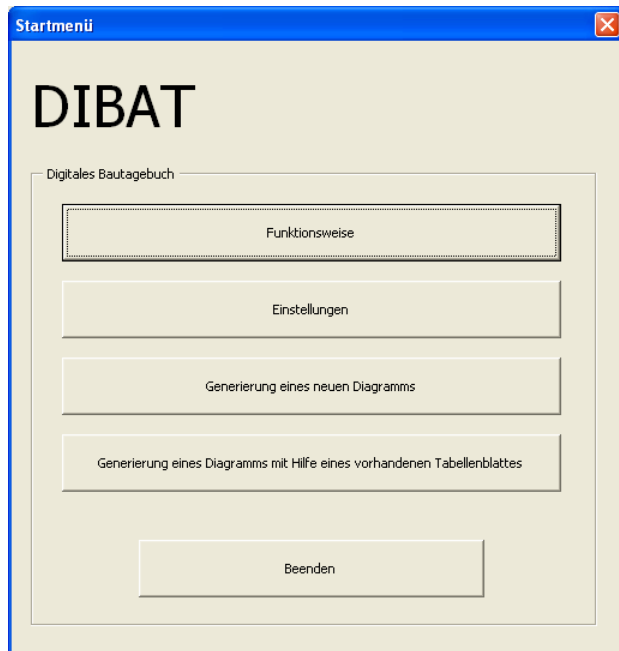 Startmenü
DIBAT
Digitales Bautagebuch
Funktionsweise
Einstellungen
Generierung eines neuen Diagramms
Generierung eines Diagramms mit Hilfe eines vorhandenen Tabellenblattes
Beenden